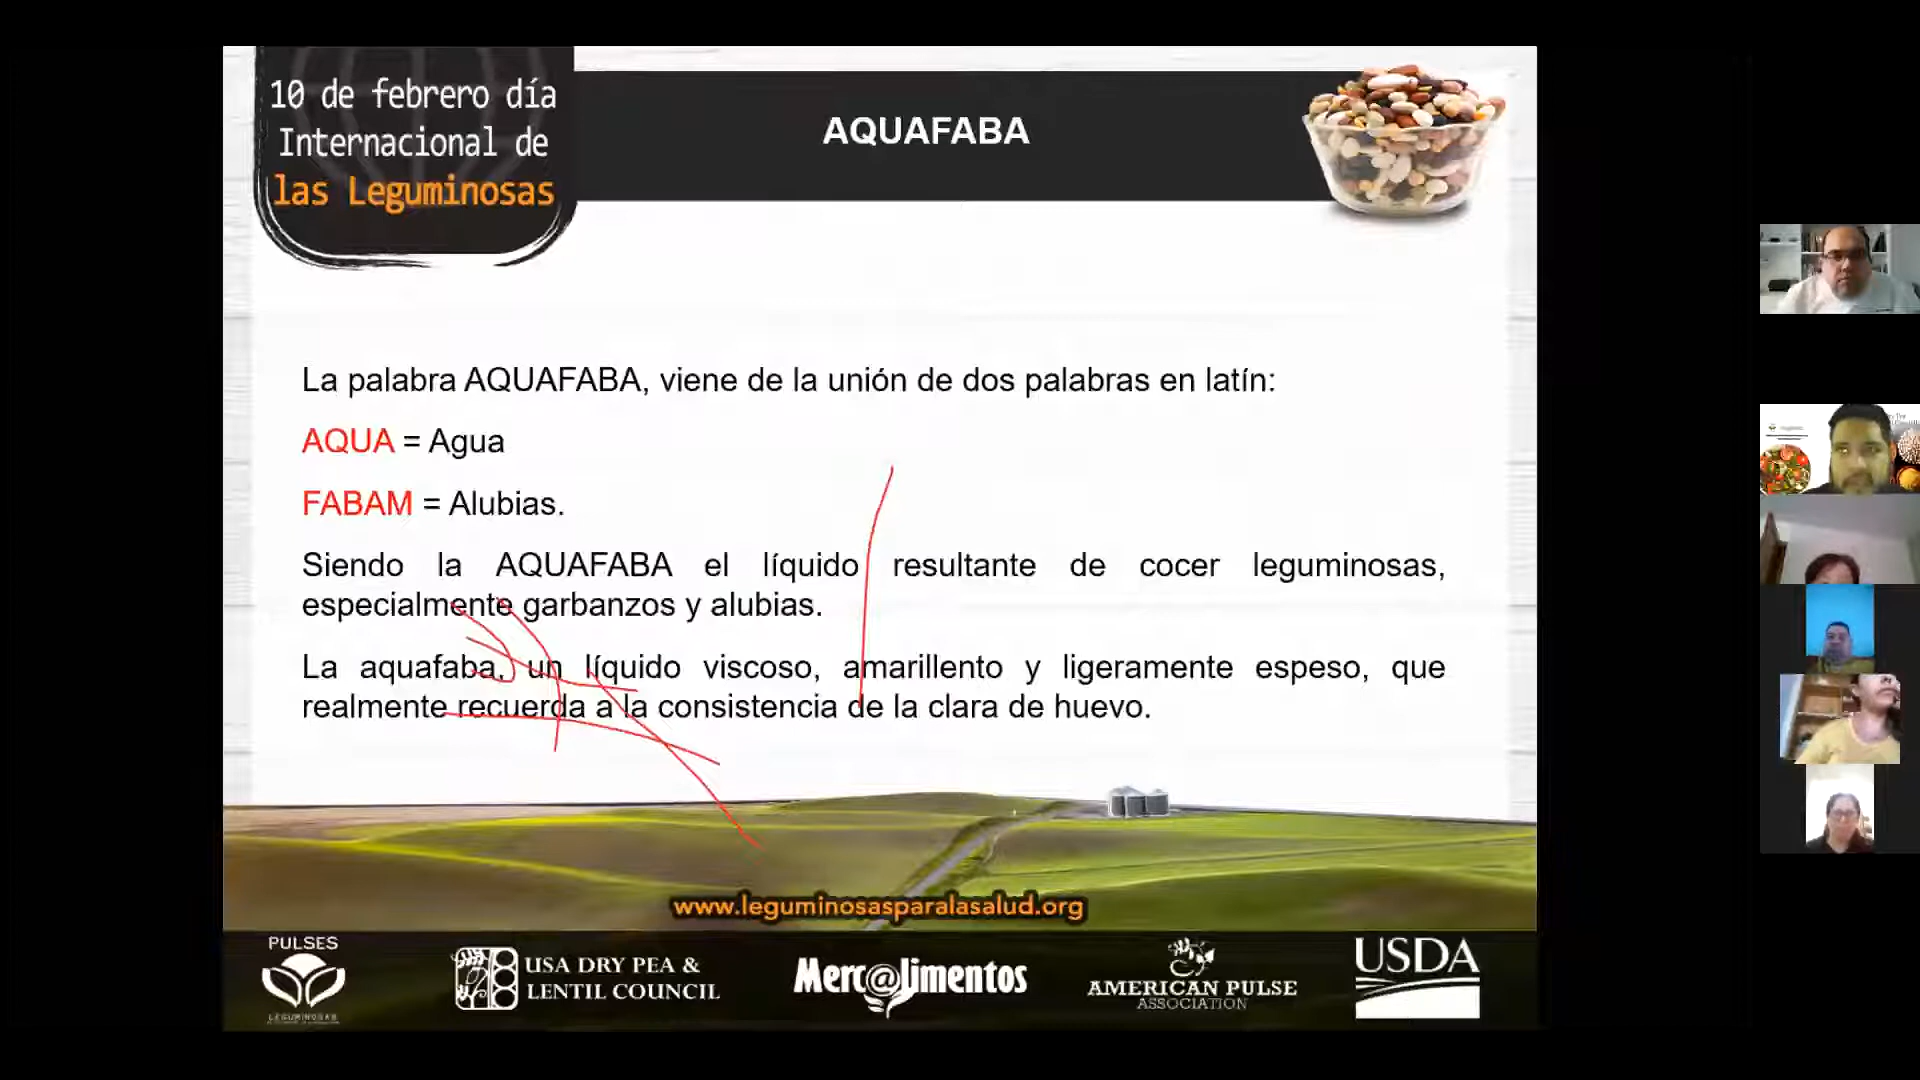 10 de febrero día
Internacional de
las Leguminosas
AQUAFABA
La palabra AQUAFABA, viene de la unión de dos palabras en latín:
AQUA = Agua
FABAM = Alubias.
Siendo la AQUAFABA el líquido resultante de cocer leguminosas,
especialmente garbanzos y alubias.
La aquafaba, un líquido viscoso, amarillento y ligeramente espeso, que
realmente recuerda a la consistencia de la clara de huevo.
www.leguminosasparalasalud.org
PULSES
LEGUMINOSAS
USA DRY PEA &
LENTIL COUNCIL
Merc@limentos
AMERICAN PULSE
ASSOCIATION
USDA